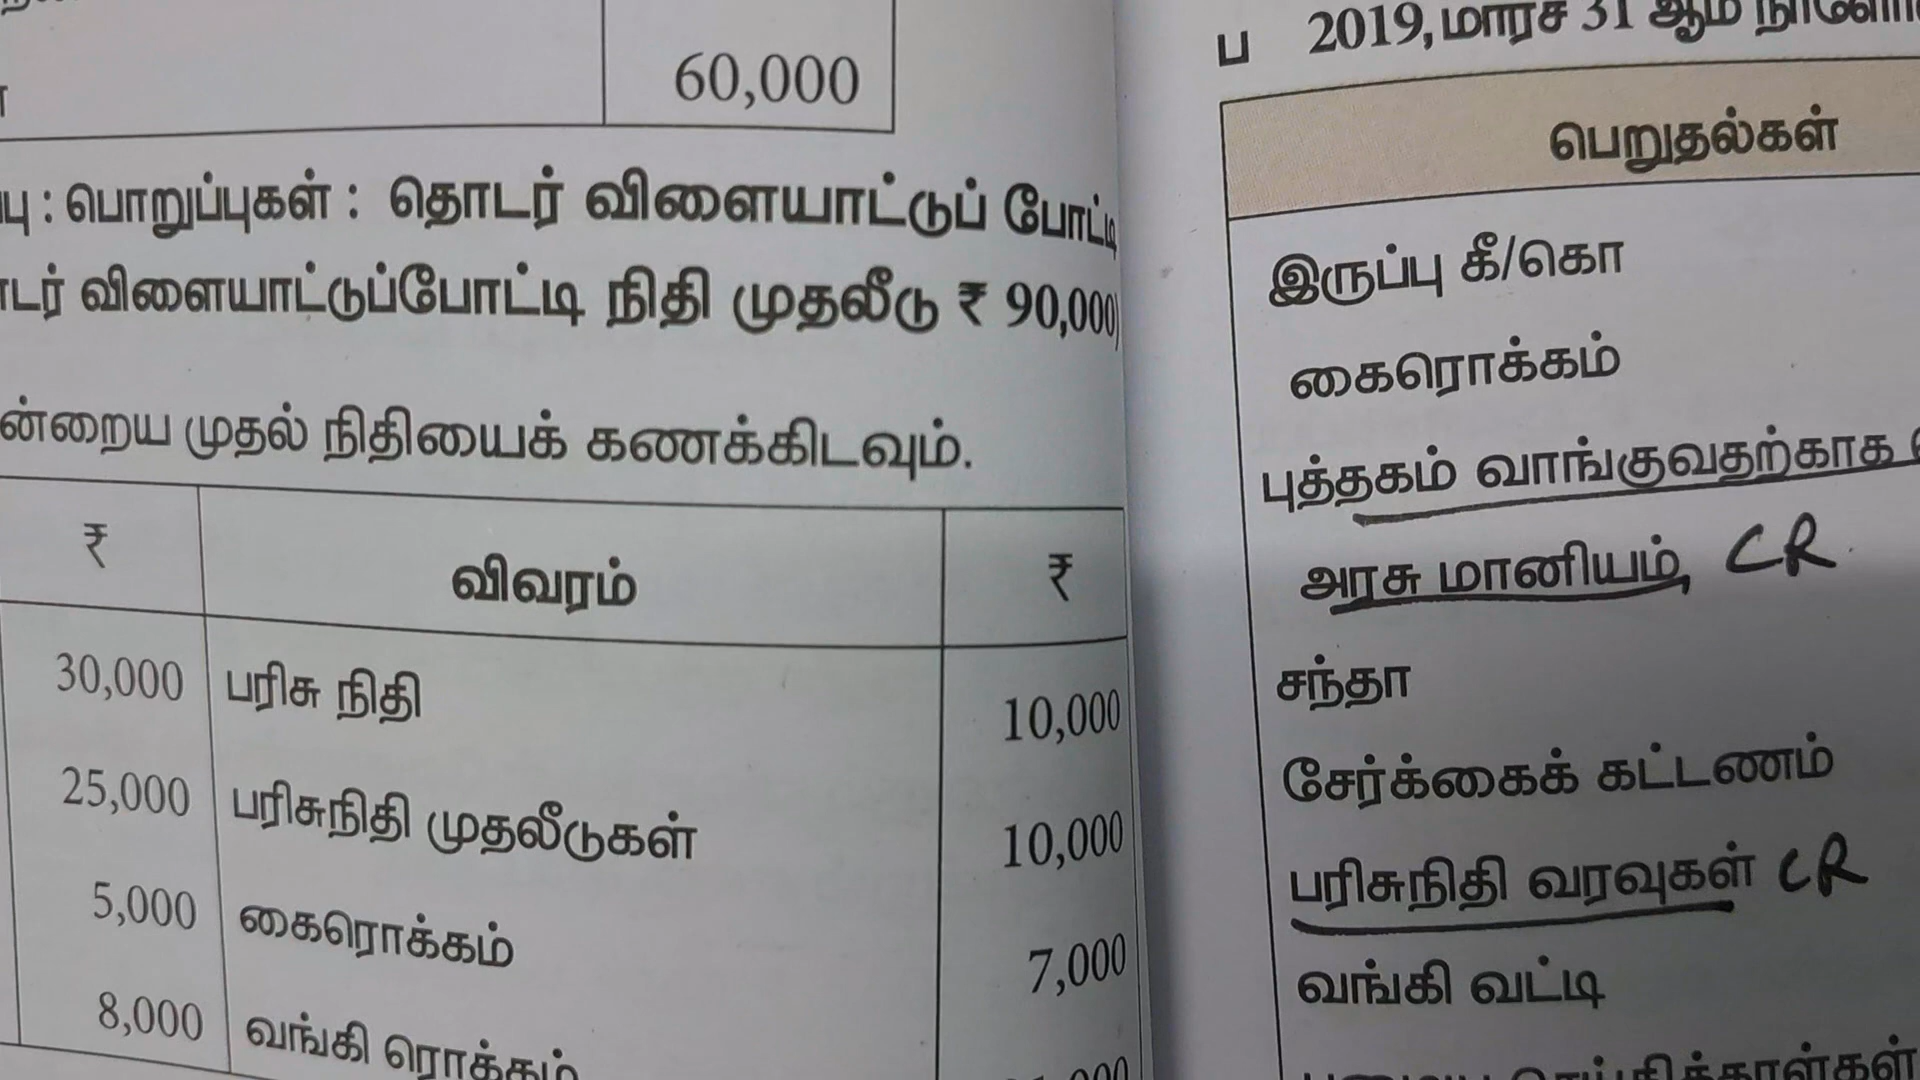 60,000
பொறுப்புகள் : தொடர் விளையாட்டுப் போட்டி
விளையாட்டுப்போட்டி நிதி முதலீடு ₹ 90,000)
முதல் நிதியைக் கணக்கிடவும்.
₹ விவரம் ₹
30,000 பரிசு நிதி 10,000
25,000 பரிசுநிதி முதலீடுகள் 10,000
5,000 கைரொக்கம் 7,000
8,000 வங்கி ரொக்கம்
2019, மார்ச் 31 ஆம்
பெறுதல்கள்
இருப்பு கீ/கொ
கைரொக்கம்
புத்தகம் வாங்குவதற்காக
அரசு மானியம் CR
சந்தா
சேர்க்கைக் கட்டணம்
பரிசுநிதி வரவுகள் CR
வங்கி வட்டி